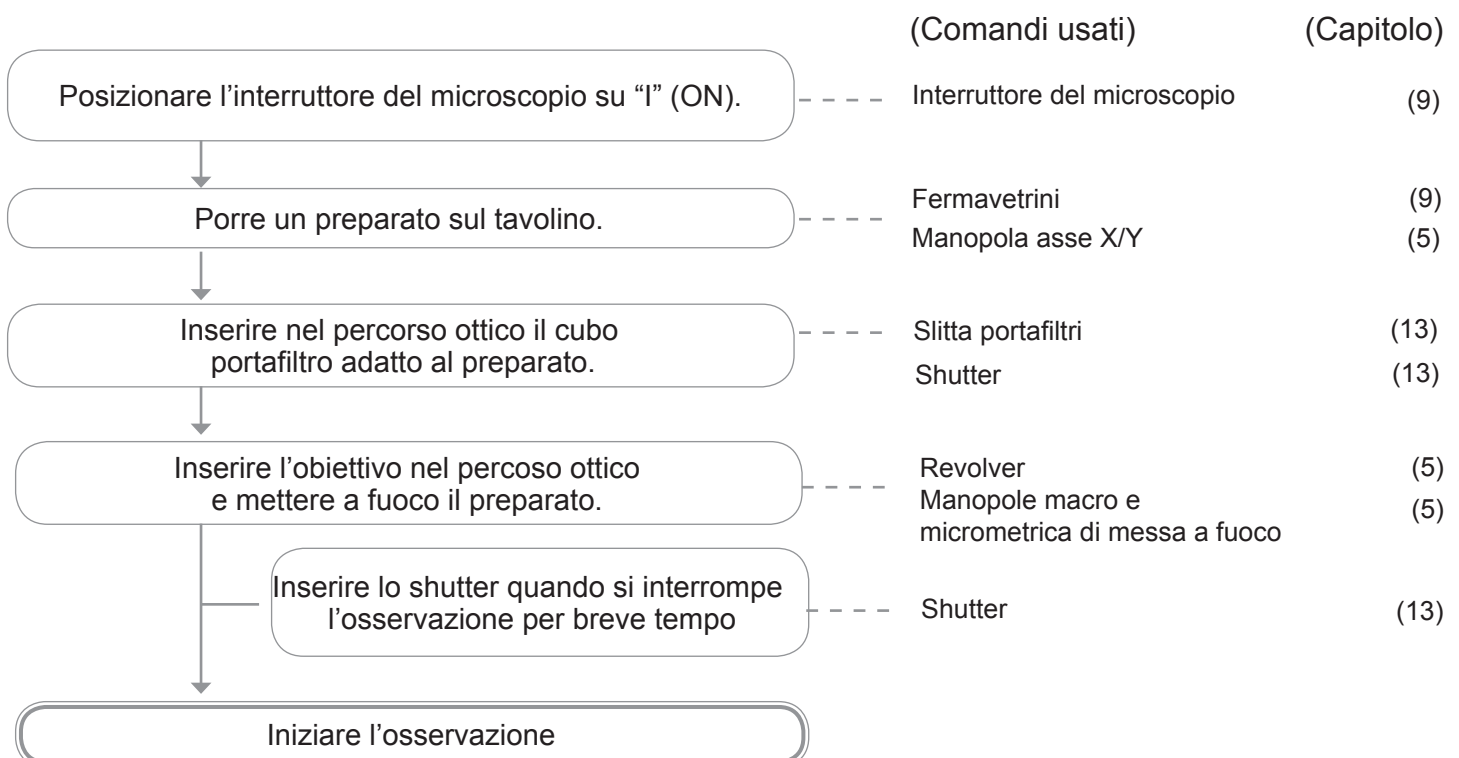 (Comandi usati) (Capitolo)
Posizionare l’interruttore del microscopio su “I” (ON).
Interruttore del microscopio (9)
Porre un preparato sul tavolino.
Fermavetrini (9)
Manopola asse X/Y (5)
Inserire nel percorso ottico il cubo
portafiltro adatto al preparato.
Slitta portafiltri (13)
Shutter (13)
Inserire l’obiettivo nel percoso ottico
e mettere a fuoco il preparato.
Revolver (5)
Manopole macro e
micrometrica di messa a fuoco (5)
Inserire lo shutter quando si interrompe
l’osservazione per breve tempo
Shutter (13)
Iniziare l’osservazione